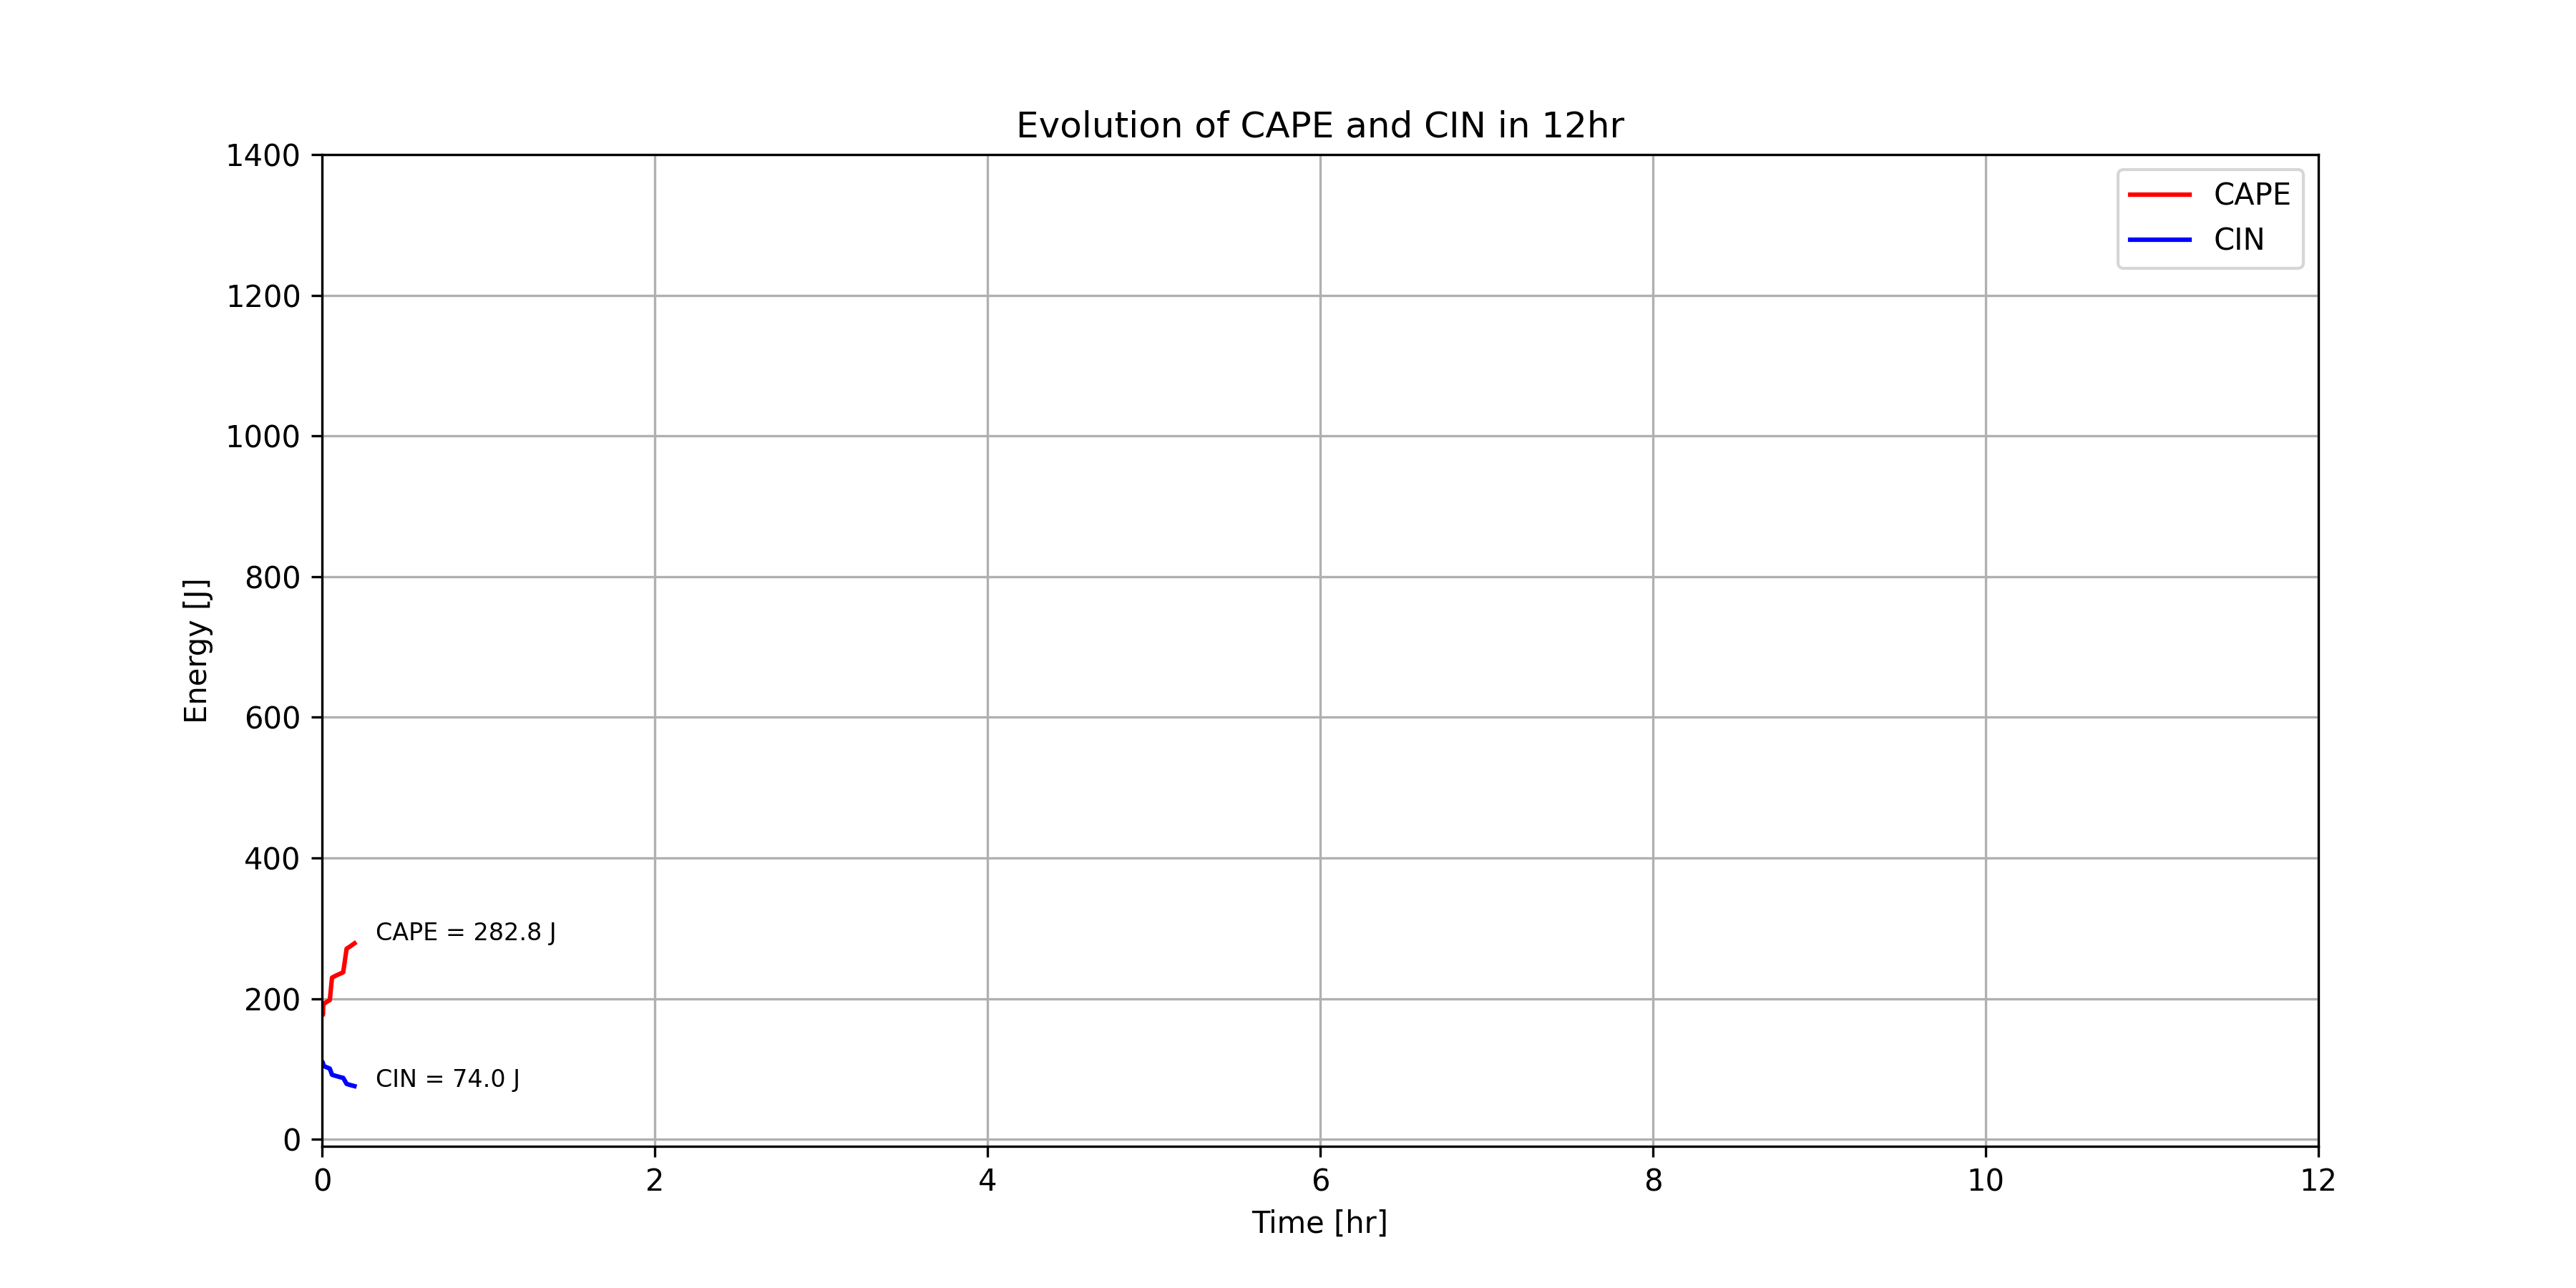 Evolution of CAPE and CIN in 12hr
1400
1200
1000
800
600
400
200
0
Energy [J]
CAPE
CIN
CAPE = 282.8 J
CIN = 74.0 J
0 2 4 6 8 10 12
Time [hr]